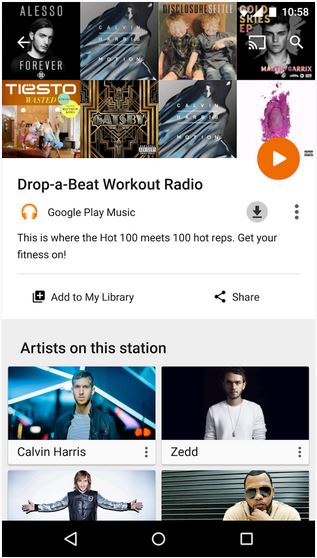 10:58
ALESSO
CALVIN
HARRIS
MOTION
DISCLOSURE SETTLE
GOLD
SKIES
EP
FOREVER
MARTIN GARRIX
TIËSTO
WASTED
GATSBY
CALVIN
HARRIS
MOTION
Drop-a-Beat Workout Radio
Google Play Music
This is where the Hot 100 meets 100 hot reps. Get your
fitness on!
Add to My Library
Share
Artists on this station
Calvin Harris
Zedd